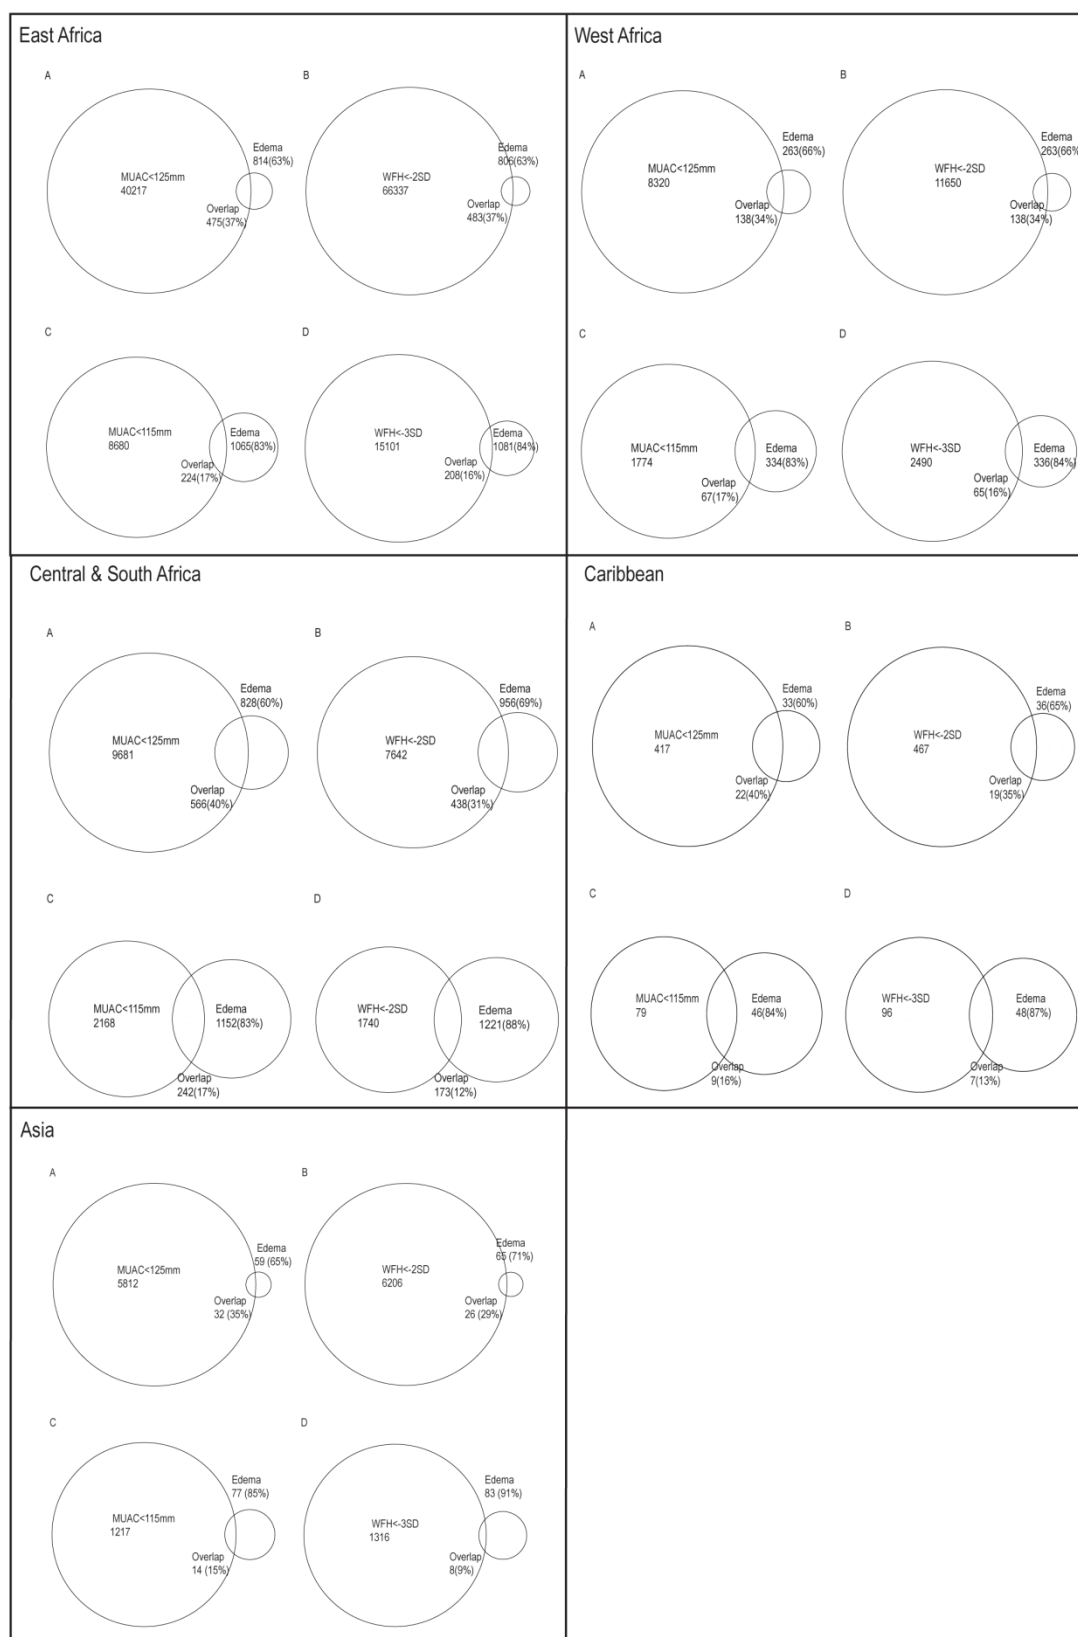 East Africa
A
MUAC<125mm
40217
Edema
814(63%)
Overlap
475(37%)
B
WFH<-2SD
66337
Edema
806(63%)
Overlap
483(37%)
C
MUAC<115mm
8680
Edema
1065(83%)
Overlap
224(17%)
D
WFH<-3SD
15101
Edema
1081(84%)
Overlap
208(16%)
West Africa
A
MUAC<125mm
8320
Edema
263(66%)
Overlap
138(34%)
B
WFH<-2SD
11650
Edema
263(66%
Overlap
138(34%)
C
MUAC<115mm
1774
Edema
334(83%)
Overlap
67(17%)
D
WFH<-3SD
2490
Edema
336(84%)
Overlap
65(16%)
Central & South Africa
A
MUAC<125mm
9681
Edema
828(60%)
Overlap
566(40%)
B
WFH<-2SD
7642
Edema
956(69%)
Overlap
438(31%)
C
MUAC<115mm
2168
Edema
1152(83%)
Overlap
242(17%)
D
WFH<-2SD
1740
Edema
1221(88%)
Overlap
173(12%)
Caribbean
A
MUAC<125mm
417
Edema
33(60%)
Overlap
22(40%)
B
WFH<-2SD
467
Edema
36(65%)
Overlap
19(35%)
C
MUAC<115mm
79
Edema
46(84%)
Overlap
9(16%)
D
WFH<-3SD
96
Edema
48(87%)
Overlap
7(13%)
Asia
A
MUAC<125mm
5812
Edema
59 (65%)
Overlap
32 (35%)
B
WFH<-2SD
6206
Edema
65 (71%)
Overlap
26 (29%)
C
MUAC<115mm
1217
Edema
77 (85%)
Overlap
14 (15%)
D
WFH<-3SD
1316
Edema
83 (91%)
Overlap
8(9%)